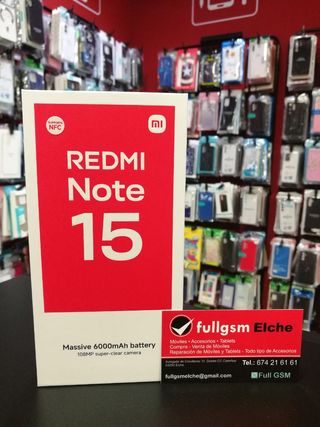 Supports
NFC
mi
REDMI
Note
15
Massive 6000mAh battery
108MP super-clear camera
fullgsm Elche
Móviles • Accesorios • Tablets
Compra - Venta de Móviles
Reparación de Móviles y Tablets - Todo tipo de Accesorios
Tel.: 674 21 61 61
fullgsmelche@gmail.com
Full GSM